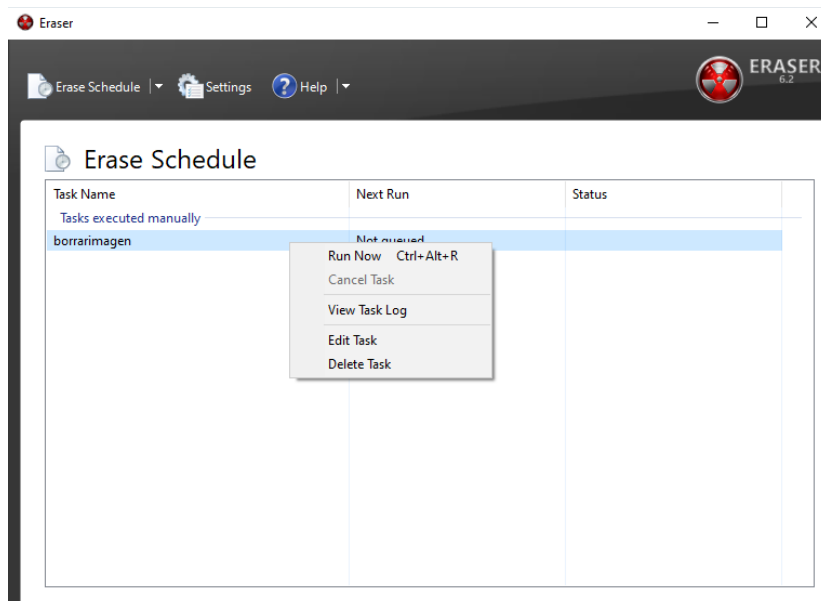 Eraser
Erase Schedule Settings Help
ERASER
6.2
Erase Schedule
Task Name Next Run Status
Tasks executed manually
borrarimagen Not queued
Run Now Ctrl+Alt+R
Cancel Task
View Task Log
Edit Task
Delete Task